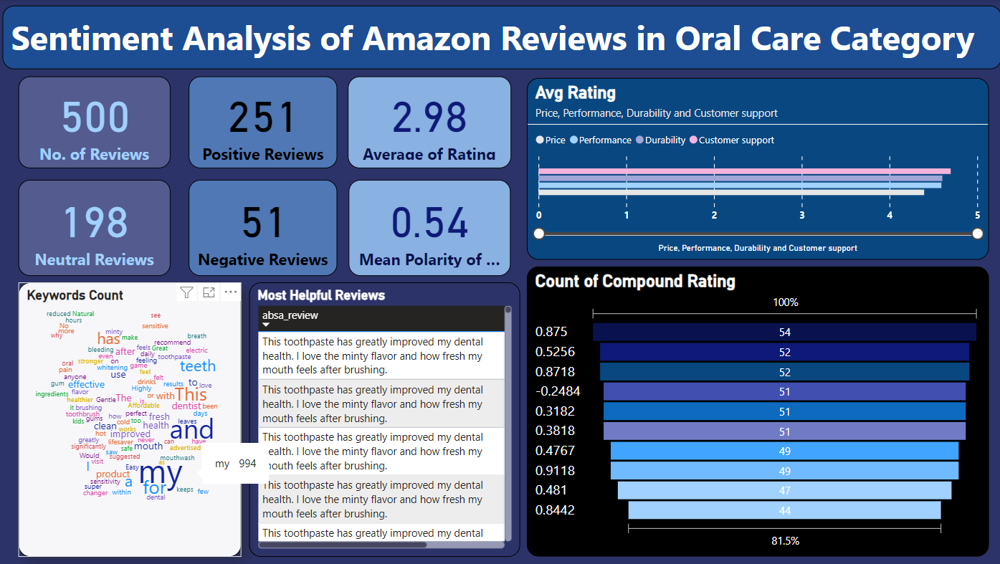 Sentiment Analysis of Amazon Reviews in Oral Care Category
500
No. of Reviews
251
Positive Reviews
2.98
Average of Rating
198
Neutral Reviews
51
Negative Reviews
0.54
Mean Polarity of ...
Avg Rating
Price, Performance, Durability and Customer support
Price Performance Durability Customer support
0 1 2 3 4 5
Price, Performance, Durability and Customer support
Keywords Count
reduced Natural
see
hours
No
sensitive
more
why
minty
has make
breath
recommend
bleeding after feels Great
electric
even
daily
toothpaste
stronger on feeling
oral
whitening game
teeth
pain
feel
anyone
use
felt
gum effective
drinks results to love
Highly
ingredients flavor
or with This
healthier Gentle The is
Affordable
it brushing
dentist been
toothbrush
perfect
days
how fresh
kids gums
cold too
leaves
clean
health
works
and
hot improved
greatly
lifesaver never can have
significantly
safe mouth advertised
Would saw suggested
mouthwash
I visit
Easy
as
product
my
sensitivity a
super
for
keeps few
changer within
dental
my 994
Most Helpful Reviews
absa_review
This toothpaste has greatly improved my dental
health. I love the minty flavor and how fresh my
mouth feels after brushing.
This toothpaste has greatly improved my dental
health. I love the minty flavor and how fresh my
mouth feels after brushing.
This toothpaste has greatly improved my dental
health. I love the minty flavor and how fresh my
mouth feels after brushing.
This toothpaste has greatly improved my dental
health. I love the minty flavor and how fresh my
mouth feels after brushing.
This toothpaste has greatly improved my dental
Count of Compound Rating
100%
0.875 54
0.5256 52
0.8718 52
-0.2484 51
0.3182 51
0.3818 51
0.4767 49
0.9118 49
0.481 47
0.8442 44
81.5%